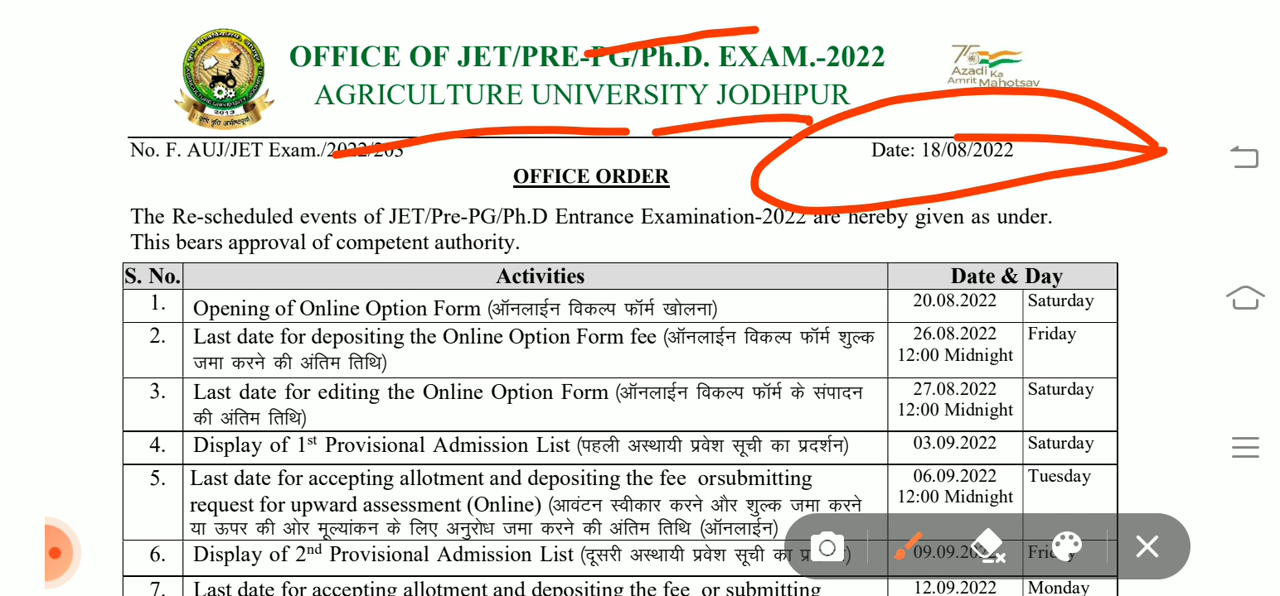 OFFICE OF JET/PRE-PG/Ph.D. EXAM.-2022
AGRICULTURE UNIVERSITY JODHPUR
75
Azadi Ka
Amrit Mahotsav
2013
No. F. AUJ/JET Exam./2022/203
Date: 18/08/2022
OFFICE ORDER
The Re-scheduled events of JET/Pre-PG/Ph.D Entrance Examination-2022 are hereby given as under.
This bears approval of competent authority.
S. No. Activities Date & Day
1. Opening of Online Option Form (ऑनलाईन विकल्प फॉर्म खोलना) 20.08.2022 Saturday
2. Last date for depositing the Online Option Form fee (ऑनलाईन विकल्प फॉर्म शुल्क 26.08.2022 Friday
जमा करने की अंतिम तिथि) 12:00 Midnight
3. Last date for editing the Online Option Form (ऑनलाईन विकल्प फॉर्म के संपादन 27.08.2022 Saturday
की अंतिम तिथि) 12:00 Midnight
4. Display of 1st Provisional Admission List (पहली अस्थायी प्रवेश सूची का प्रदर्शन) 03.09.2022 Saturday
5. Last date for accepting allotment and depositing the fee orsubmitting 06.09.2022 Tuesday
request for upward assessment (Online) (आवंटन स्वीकार करने और शुल्क जमा करने 12:00 Midnight
या ऊपर की ओर मूल्यांकन के लिए अनुरोध जमा करने की अंतिम तिथि (ऑनलाईन)
6. Display of 2nd Provisional Admission List (दूसरी अस्थायी प्रवेश सूची का प्रदर्शन) 09.09.2022 Friday
7. Last date for accepting allotment and depositing the fee or submitting 12.09.2022 Monday